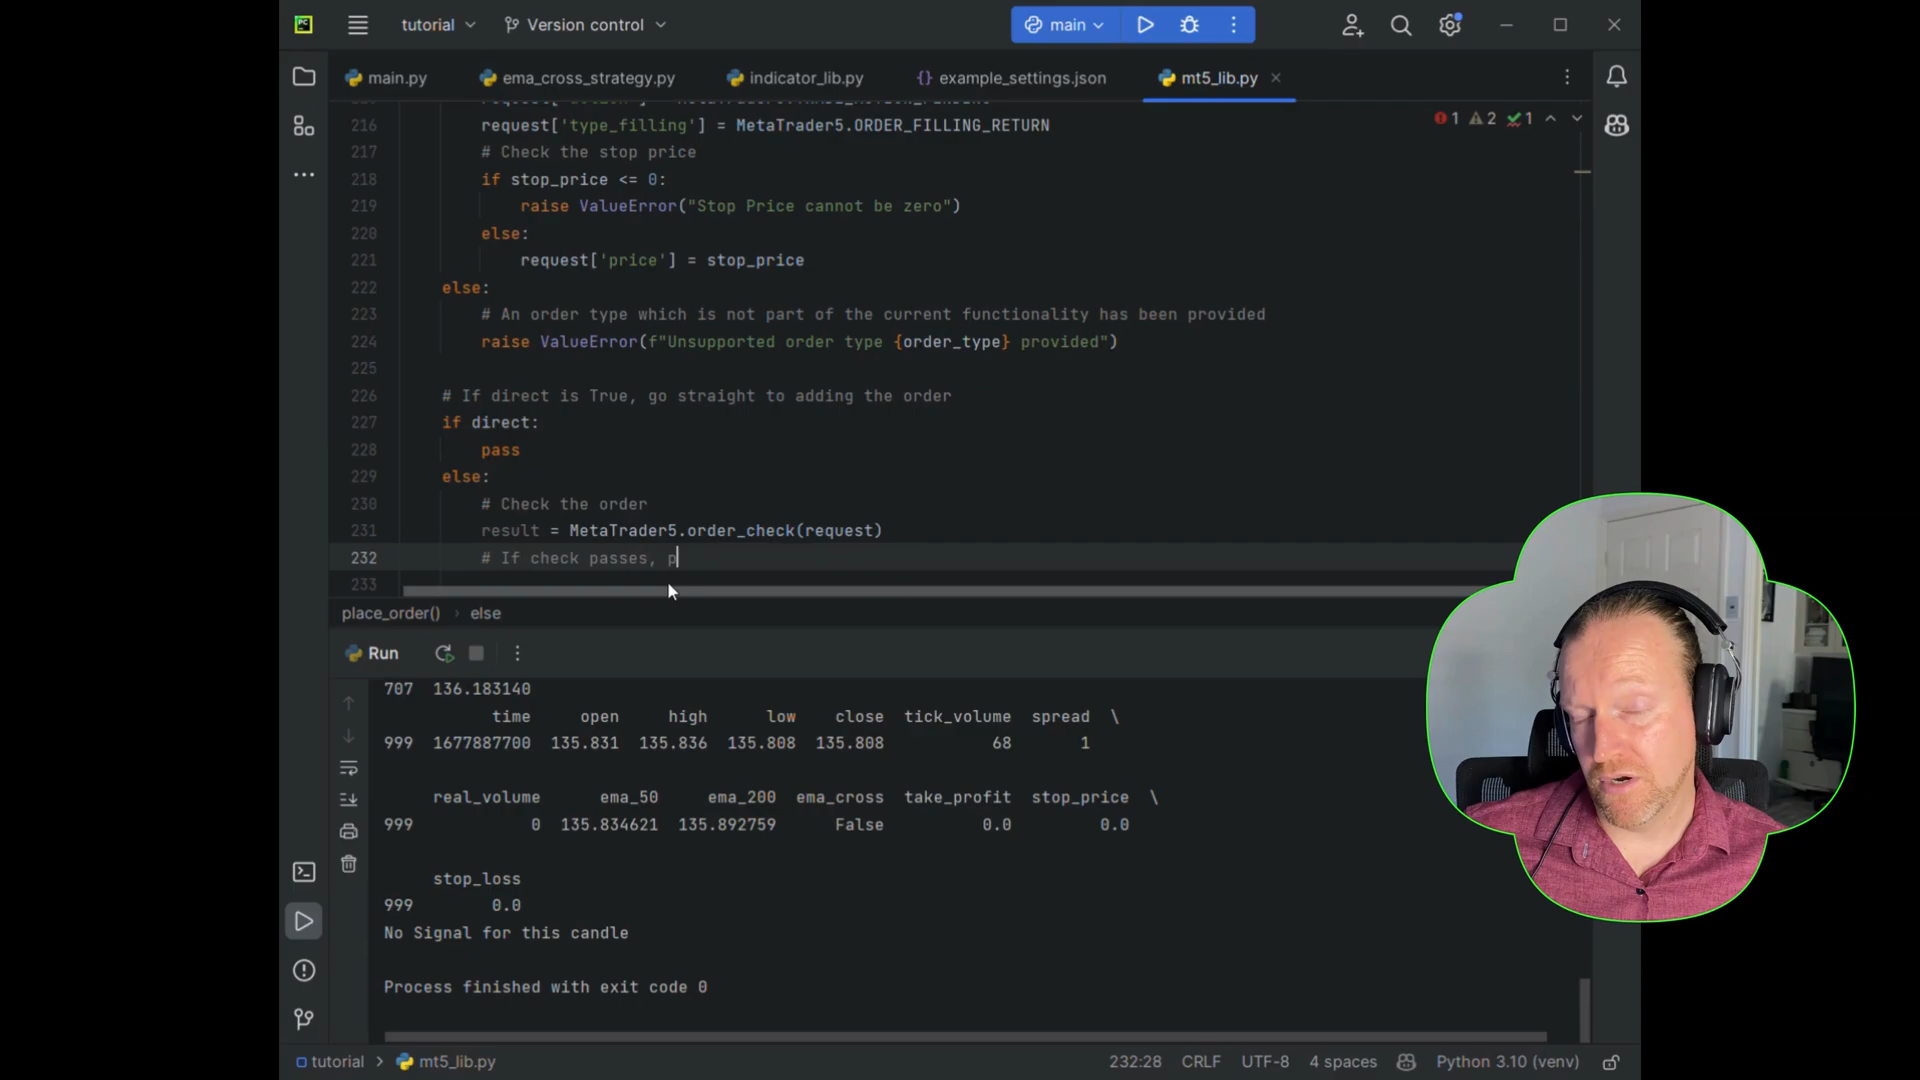 PC
tutorial
Version control
main
main.py
ema_cross_strategy.py
indicator_lib.py
{} example_settings.json
mt5_lib.py
1 2 1
216 request['type_filling'] = MetaTrader5.ORDER_FILLING_RETURN
217 # Check the stop price
218 if stop_price <= 0:
219 raise ValueError("Stop Price cannot be zero")
220 else:
221 request['price'] = stop_price
222 else:
223 # An order type which is not part of the current functionality has been provided
224 raise ValueError(f"Unsupported order type {order_type} provided")
225
226 # If direct is True, go straight to adding the order
227 if direct:
228 pass
229 else:
230 # Check the order
231 result = MetaTrader5.order_check(request)
232 # If check passes, p
233
place_order() › else
Run
707 136.183140
time open high low close tick_volume spread \
999 1677887700 135.831 135.836 135.808 135.808 68 1
real_volume ema_50 ema_200 ema_cross take_profit stop_price \
999 0 135.834621 135.892759 False 0.0 0.0
stop_loss
999 0.0
No Signal for this candle
Process finished with exit code 0
tutorial > mt5_lib.py
232:28 CRLF UTF-8 4 spaces Python 3.10 (venv)